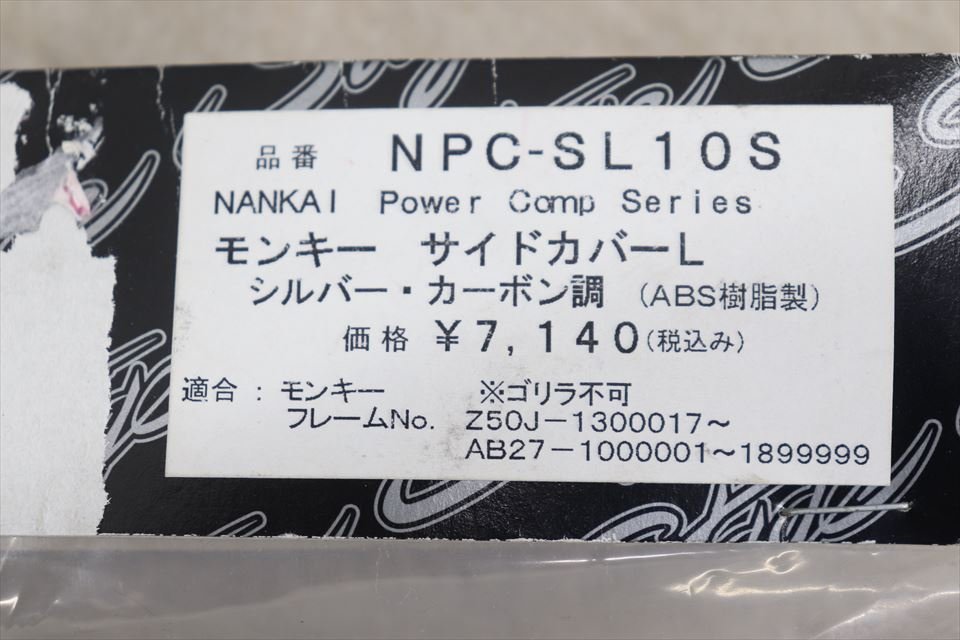 品番 NPC-SL10S
NANKAI Power Comp Series
モンキー サイドカバーL
シルバー・カーボン調 (ABS樹脂製)
価格 ¥7,140(税込み)
適合: モンキー ※ゴリラ不可
フレームNo. Z50J-1300017~
AB27-1000001~1899999